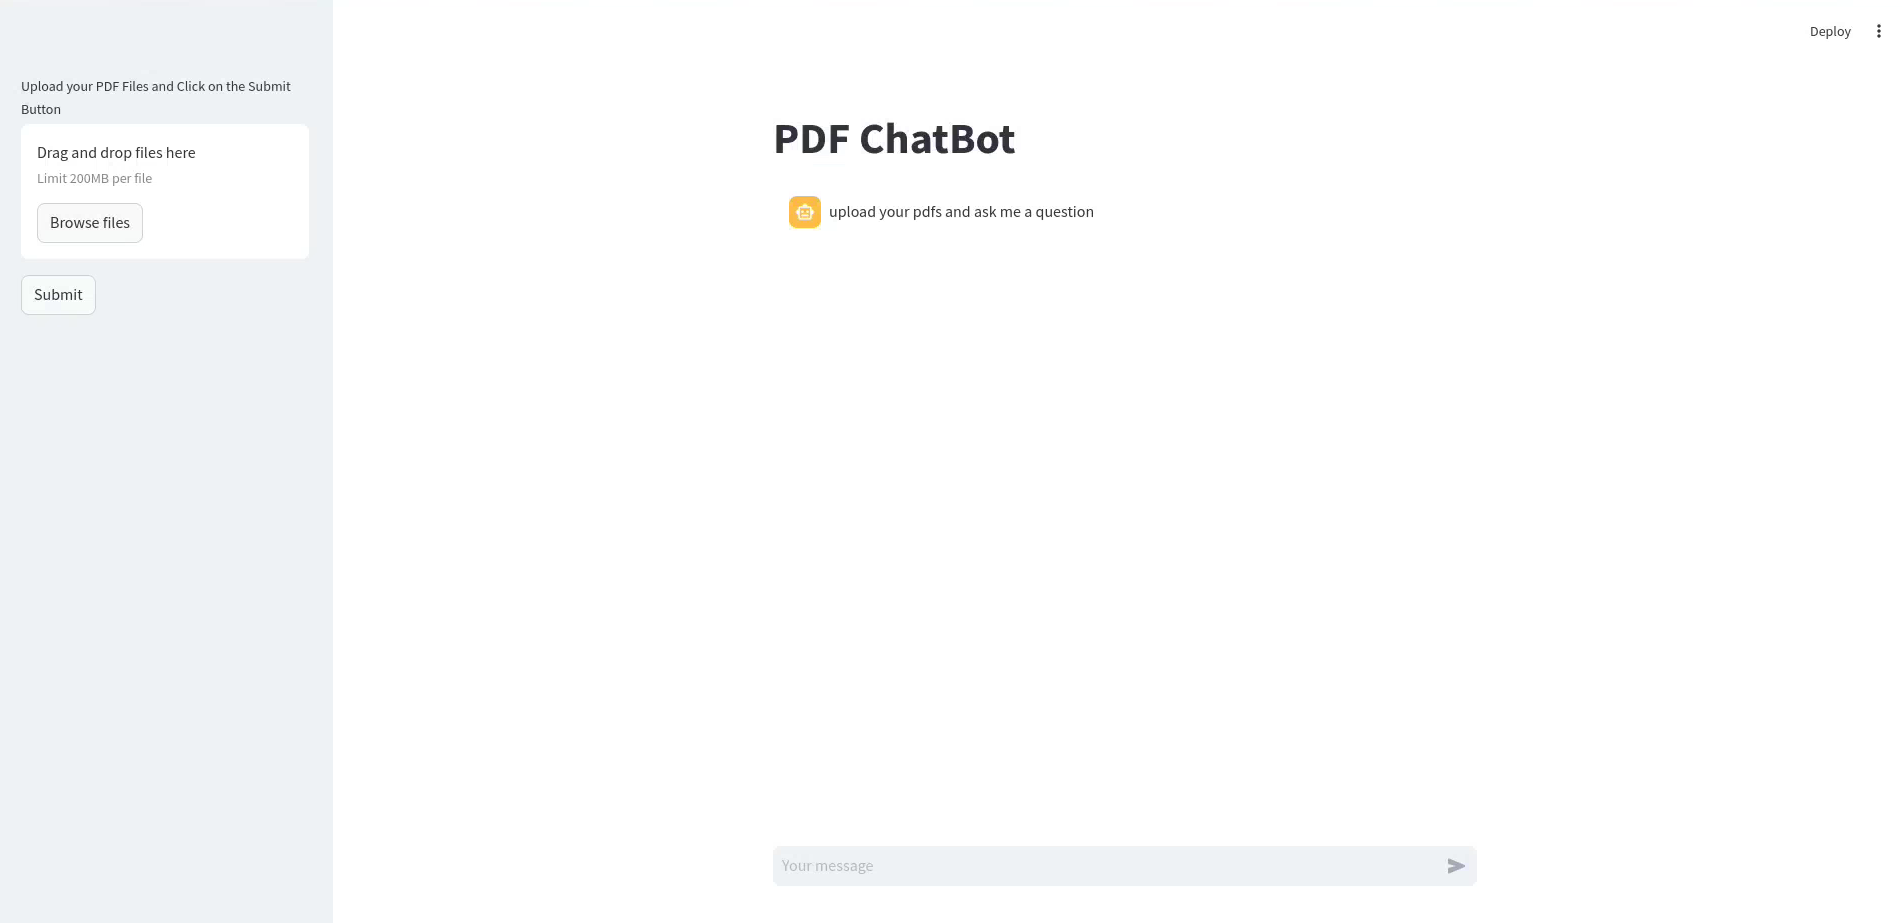 Deploy
Upload your PDF Files and Click on the Submit
Button
Drag and drop files here
Limit 200MB per file
Browse files
Submit
PDF ChatBot
upload your pdfs and ask me a question
Your message